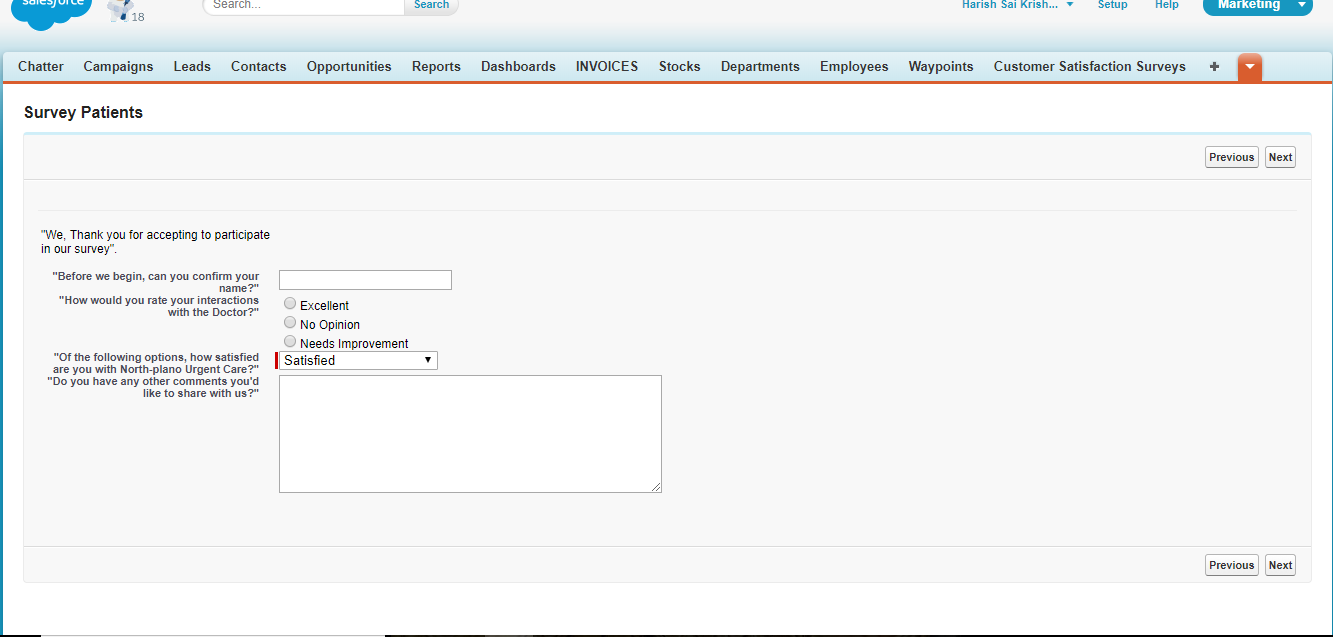 salesforce
18
Search...
Search
Harish Sai Krish...
Setup
Help
Marketing
Chatter Campaigns Leads Contacts Opportunities Reports Dashboards INVOICES Stocks Departments Employees Waypoints Customer Satisfaction Surveys +
Survey Patients
Previous Next
"We, Thank you for accepting to participate
in our survey".
"Before we begin, can you confirm your
name?"
"How would you rate your interactions
with the Doctor?"
Excellent
No Opinion
Needs Improvement
"Of the following options, how satisfied
are you with North-plano Urgent Care?"
Satisfied
"Do you have any other comments you'd
like to share with us?"
Previous Next